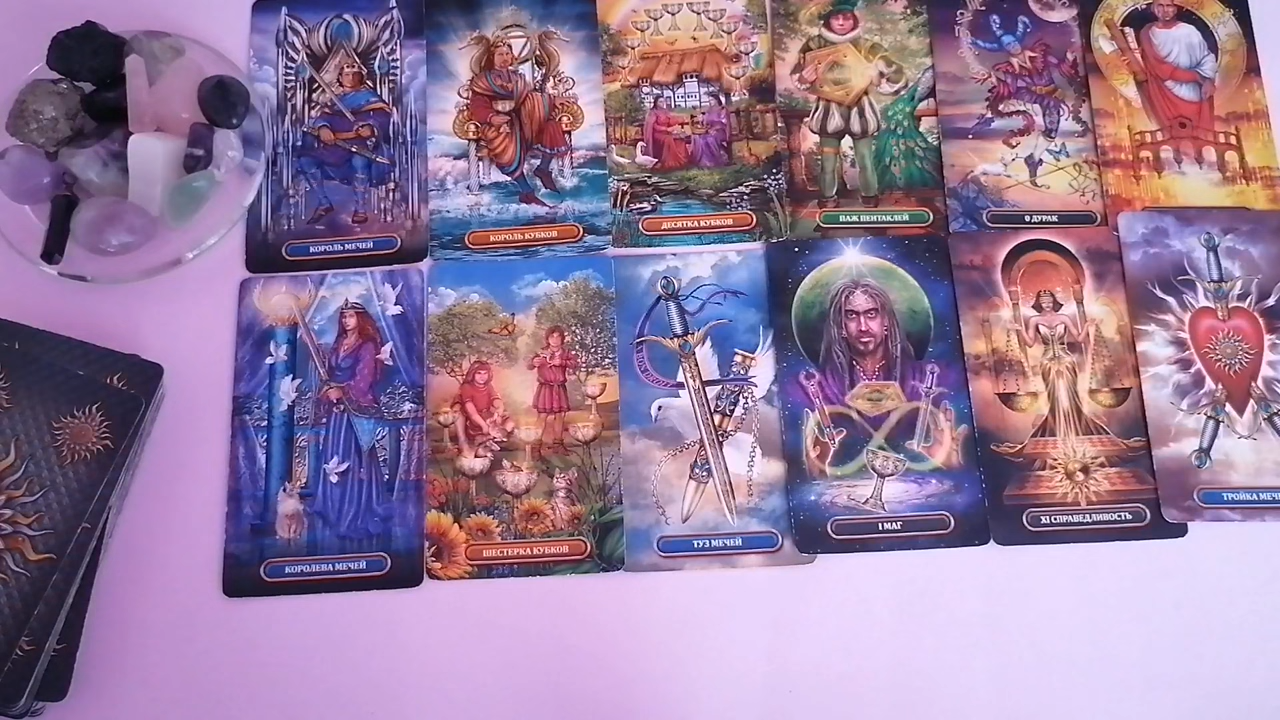 КОРОЛЬ МЕЧЕЙ
КОРОЛЬ КУБКОВ
ДЕСЯТКА КУБКОВ
ПАЖ ПЕНТАКЛЕЙ
0 ДУРАК
КОРОЛЕВА МЕЧЕЙ
ШЕСТЕРКА КУБКОВ
ТУЗ МЕЧЕЙ
I МАГ
XI СПРАВЕДЛИВОСТЬ
ТРОЙКА